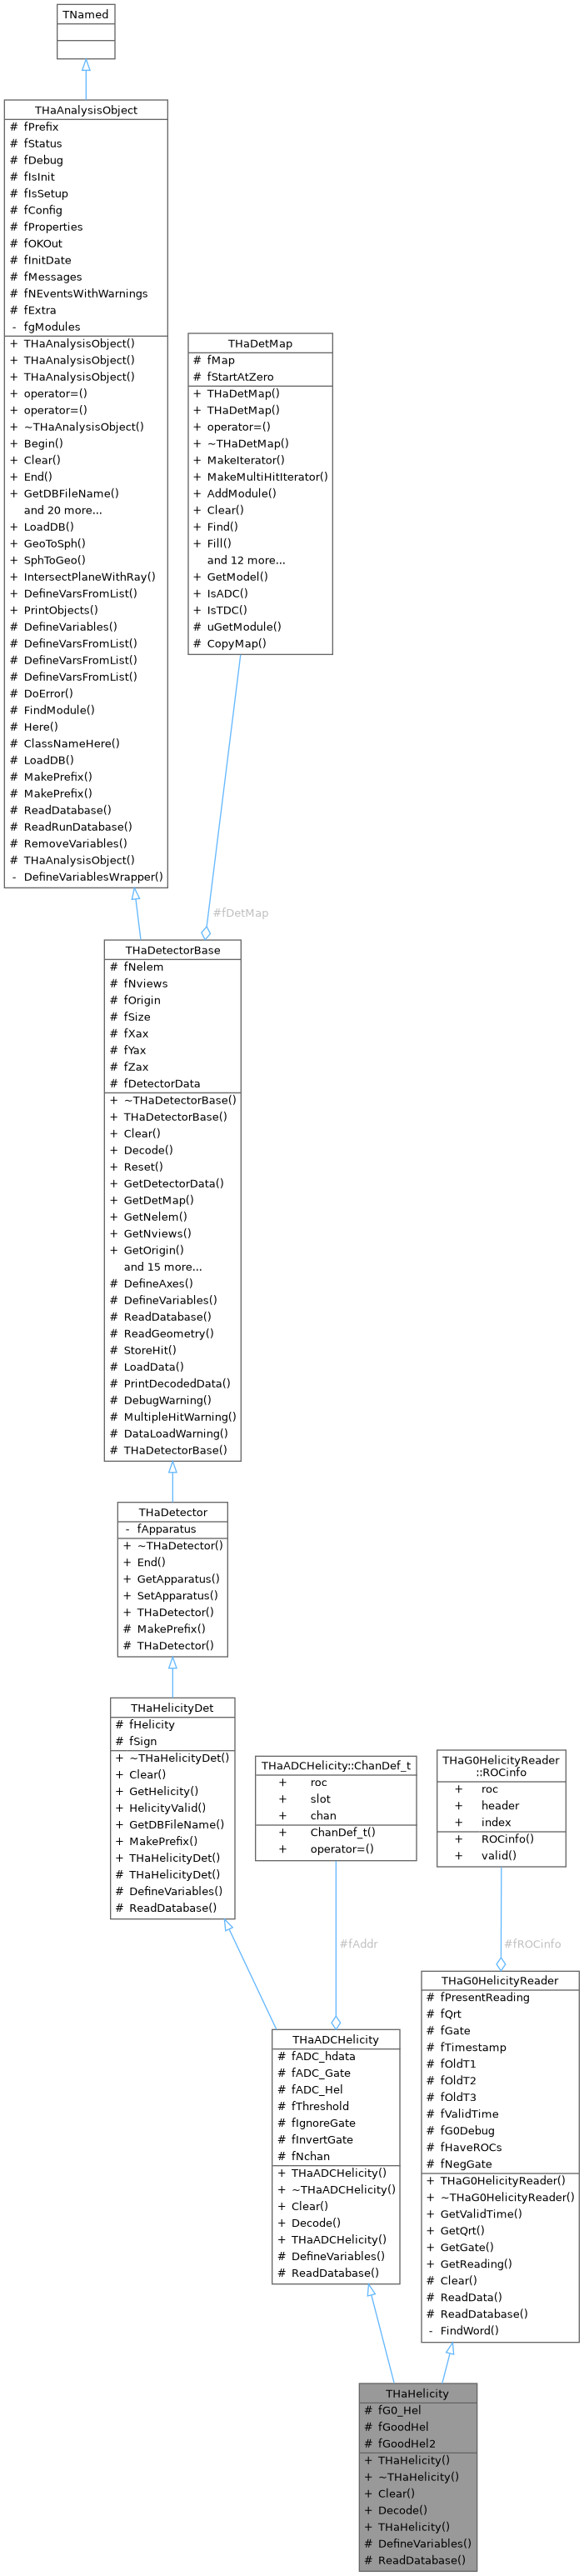 TNamed
THaAnalysisObject
# fPrefix
# fStatus
# fDebug
# fIsInit
# fIsSetup
# fConfig
# fProperties
# fOKOut
# fInitDate
# fMessages
# fNEventsWithWarnings
# fExtra
- fgModules
+ THaAnalysisObject()
+ THaAnalysisObject()
+ THaAnalysisObject()
+ operator=()
+ operator=()
+ ~THaAnalysisObject()
+ Begin()
+ Clear()
+ End()
+ GetDBFileName()
and 20 more...
+ LoadDB()
+ GeoToSph()
+ SphToGeo()
+ IntersectPlaneWithRay()
+ DefineVarsFromList()
+ PrintObjects()
# DefineVariables()
# DefineVarsFromList()
# DefineVarsFromList()
# DefineVarsFromList()
# DoError()
# FindModule()
# Here()
# ClassNameHere()
# LoadDB()
# MakePrefix()
# MakePrefix()
# ReadDatabase()
# ReadRunDatabase()
# RemoveVariables()
# THaAnalysisObject()
- DefineVariablesWrapper()
THaDetMap
# fMap
# fStartAtZero
+ THaDetMap()
+ THaDetMap()
+ operator=()
+ ~THaDetMap()
+ MakeIterator()
+ MakeMultiHitIterator()
+ AddModule()
+ Clear()
+ Find()
+ Fill()
and 12 more...
+ GetModel()
+ IsADC()
+ IsTDC()
# uGetModule()
# CopyMap()
#fDetMap
THaDetectorBase
# fNelem
# fNviews
# fOrigin
# fSize
# fXax
# fYax
# fZax
# fDetectorData
+ ~THaDetectorBase()
+ THaDetectorBase()
+ Clear()
+ Decode()
+ Reset()
+ GetDetectorData()
+ GetDetMap()
+ GetNelem()
+ GetNviews()
+ GetOrigin()
and 15 more...
# DefineAxes()
# DefineVariables()
# ReadDatabase()
# ReadGeometry()
# StoreHit()
# LoadData()
# PrintDecodedData()
# DebugWarning()
# MultipleHitWarning()
# DataLoadWarning()
# THaDetectorBase()
THaDetector
- fApparatus
+ ~THaDetector()
+ End()
+ GetApparatus()
+ SetApparatus()
+ THaDetector()
# MakePrefix()
# THaDetector()
THaHelicityDet
# fHelicity
# fSign
+ ~THaHelicityDet()
+ Clear()
+ GetHelicity()
+ HelicityValid()
+ GetDBFileName()
+ MakePrefix()
+ THaHelicityDet()
# THaHelicityDet()
# DefineVariables()
# ReadDatabase()
THaADCHelicity::ChanDef_t
+ roc
+ slot
+ chan
+ ChanDef_t()
+ operator=()
THaG0HelicityReader
::ROCinfo
+ roc
+ header
+ index
+ ROCinfo()
+ valid()
#fAddr
#fROCinfo
THaADCHelicity
# fADC_hdata
# fADC_Gate
# fADC_Hel
# fThreshold
# fIgnoreGate
# fInvertGate
# fNchan
+ THaADCHelicity()
+ ~THaADCHelicity()
+ Clear()
+ Decode()
+ THaADCHelicity()
# DefineVariables()
# ReadDatabase()
THaG0HelicityReader
# fPresentReading
# fQrt
# fGate
# fTimestamp
# fOldT1
# fOldT2
# fOldT3
# fValidTime
# fG0Debug
# fHaveROCs
# fNegGate
+ THaG0HelicityReader()
+ ~THaG0HelicityReader()
+ GetValidTime()
+ GetQrt()
+ GetGate()
+ GetReading()
# Clear()
# ReadData()
# ReadDatabase()
- FindWord()
THaHelicity
# fG0_Hel
# fGoodHel
# fGoodHel2
+ THaHelicity()
+ ~THaHelicity()
+ Clear()
+ Decode()
+ THaHelicity()
# DefineVariables()
# ReadDatabase()